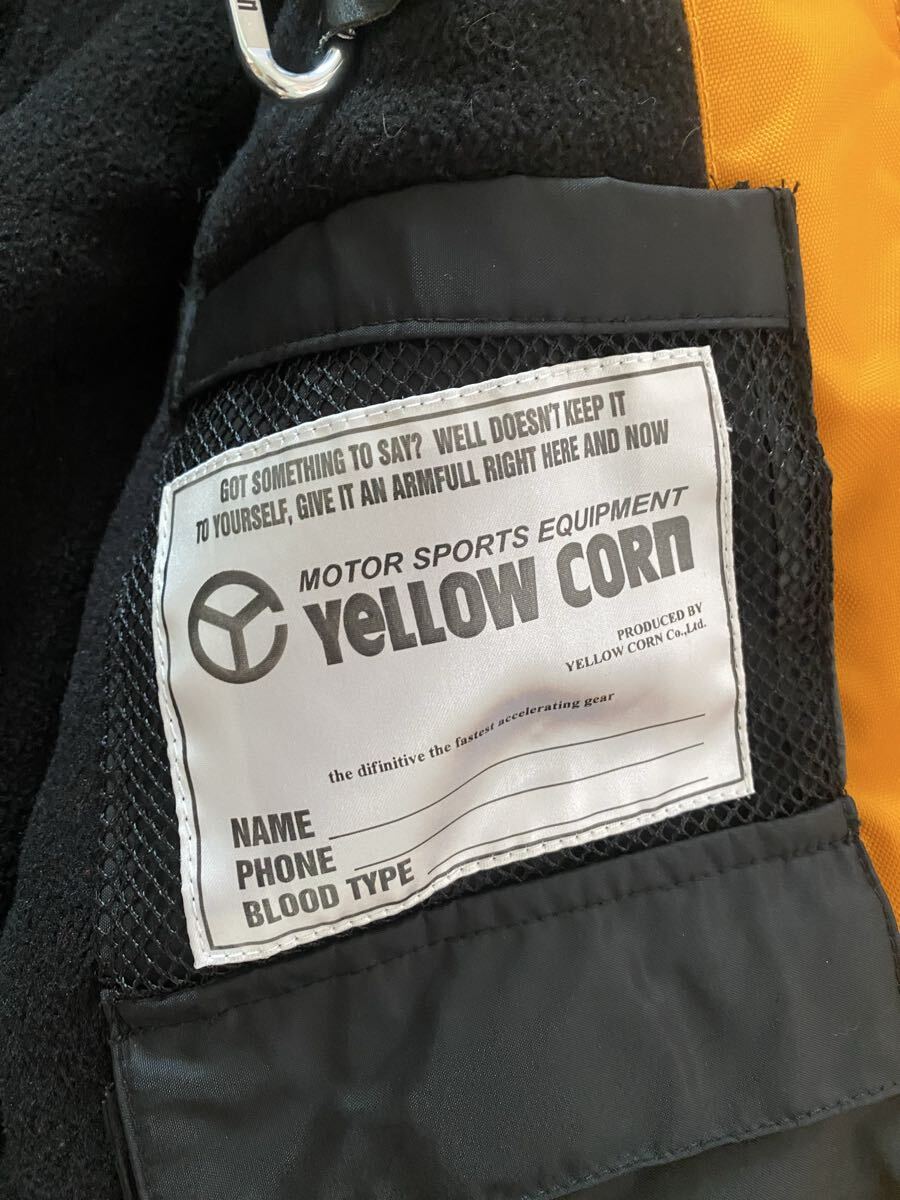 GOT SOMETHING TO SAY? WELL DOESN'T KEEP IT
TO YOURSELF, GIVE IT AN ARMFULL RIGHT HERE AND NOW
MOTOR SPORTS EQUIPMENT
YeLLOW CORn
PRODUCED BY
YELLOW CORN Co.,Ltd.
the difinitive the fastest accelerating gear
NAME
PHONE
BLOOD TYPE